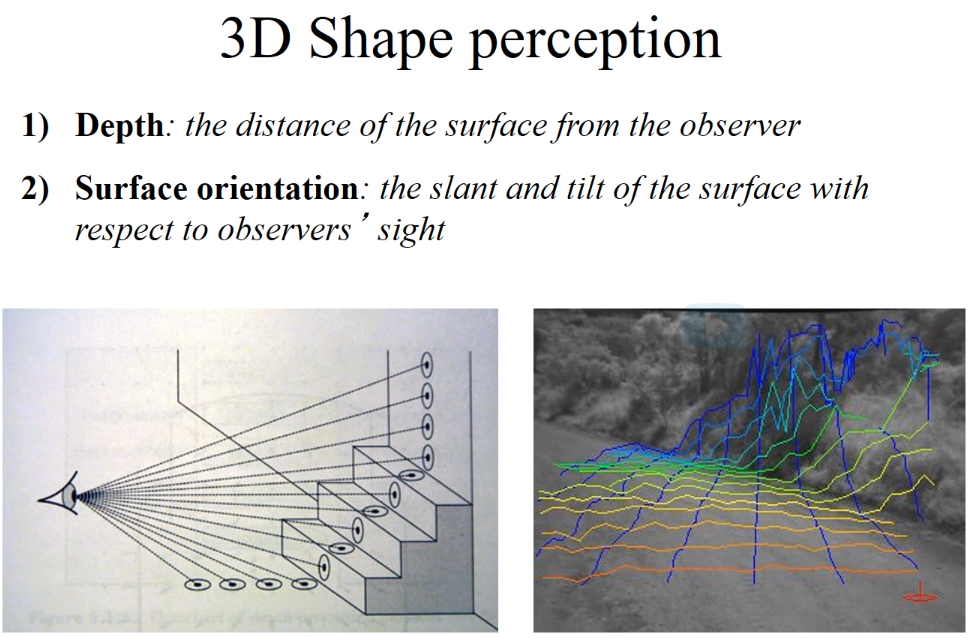 3D Shape perception
1) Depth: the distance of the surface from the observer
2) Surface orientation: the slant and tilt of the surface with
respect to observers’ sight